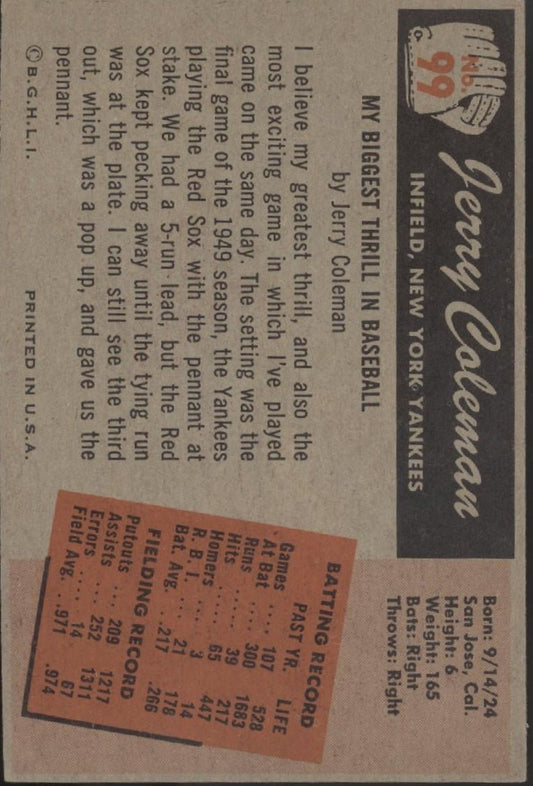 No.
99
Jerry Coleman
INFIELD, NEW YORK YANKEES
Born: 9/14/24
San Jose, Cal.
Height: 6
Weight: 165
Bats: Right
Throws: Right
MY BIGGEST THRILL IN BASEBALL
by Jerry Coleman
I believe my greatest thrill, and also the
most exciting game in which I've played
came on the same day. The setting was the
final game of the 1949 season, the Yankees
playing the Red Sox with the pennant at
stake. We had a 5-run lead, but the Red
Sox kept pecking away until the tying run
was at the plate. I can still see the third
out, which was a pop up, and gave us the
pennant.
© B.G.H.L.I. PRINTED IN U.S.A.
BATTING RECORD
PAST YR. LIFE
Games .... 107 528
At Bat .... 300 1683
Runs .... 39 217
Hits .... 65 447
Homers .... 3 14
R. B. I. .... 21 178
Bat. Avg. .. .217 .266
FIELDING RECORD
Putouts ... 209 1217
Assists ... 252 1311
Errors .... 14 67
Field Avg. .. .971 .974